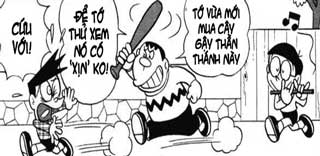 CỨU
VỚI!
ĐỂ TỚ
THỬ XEM
NÓ CÓ
'XỊN' KO!
TỚ VỪA MỚI
MUA CÂY
GẬY THẦN
THÁNH NÀY